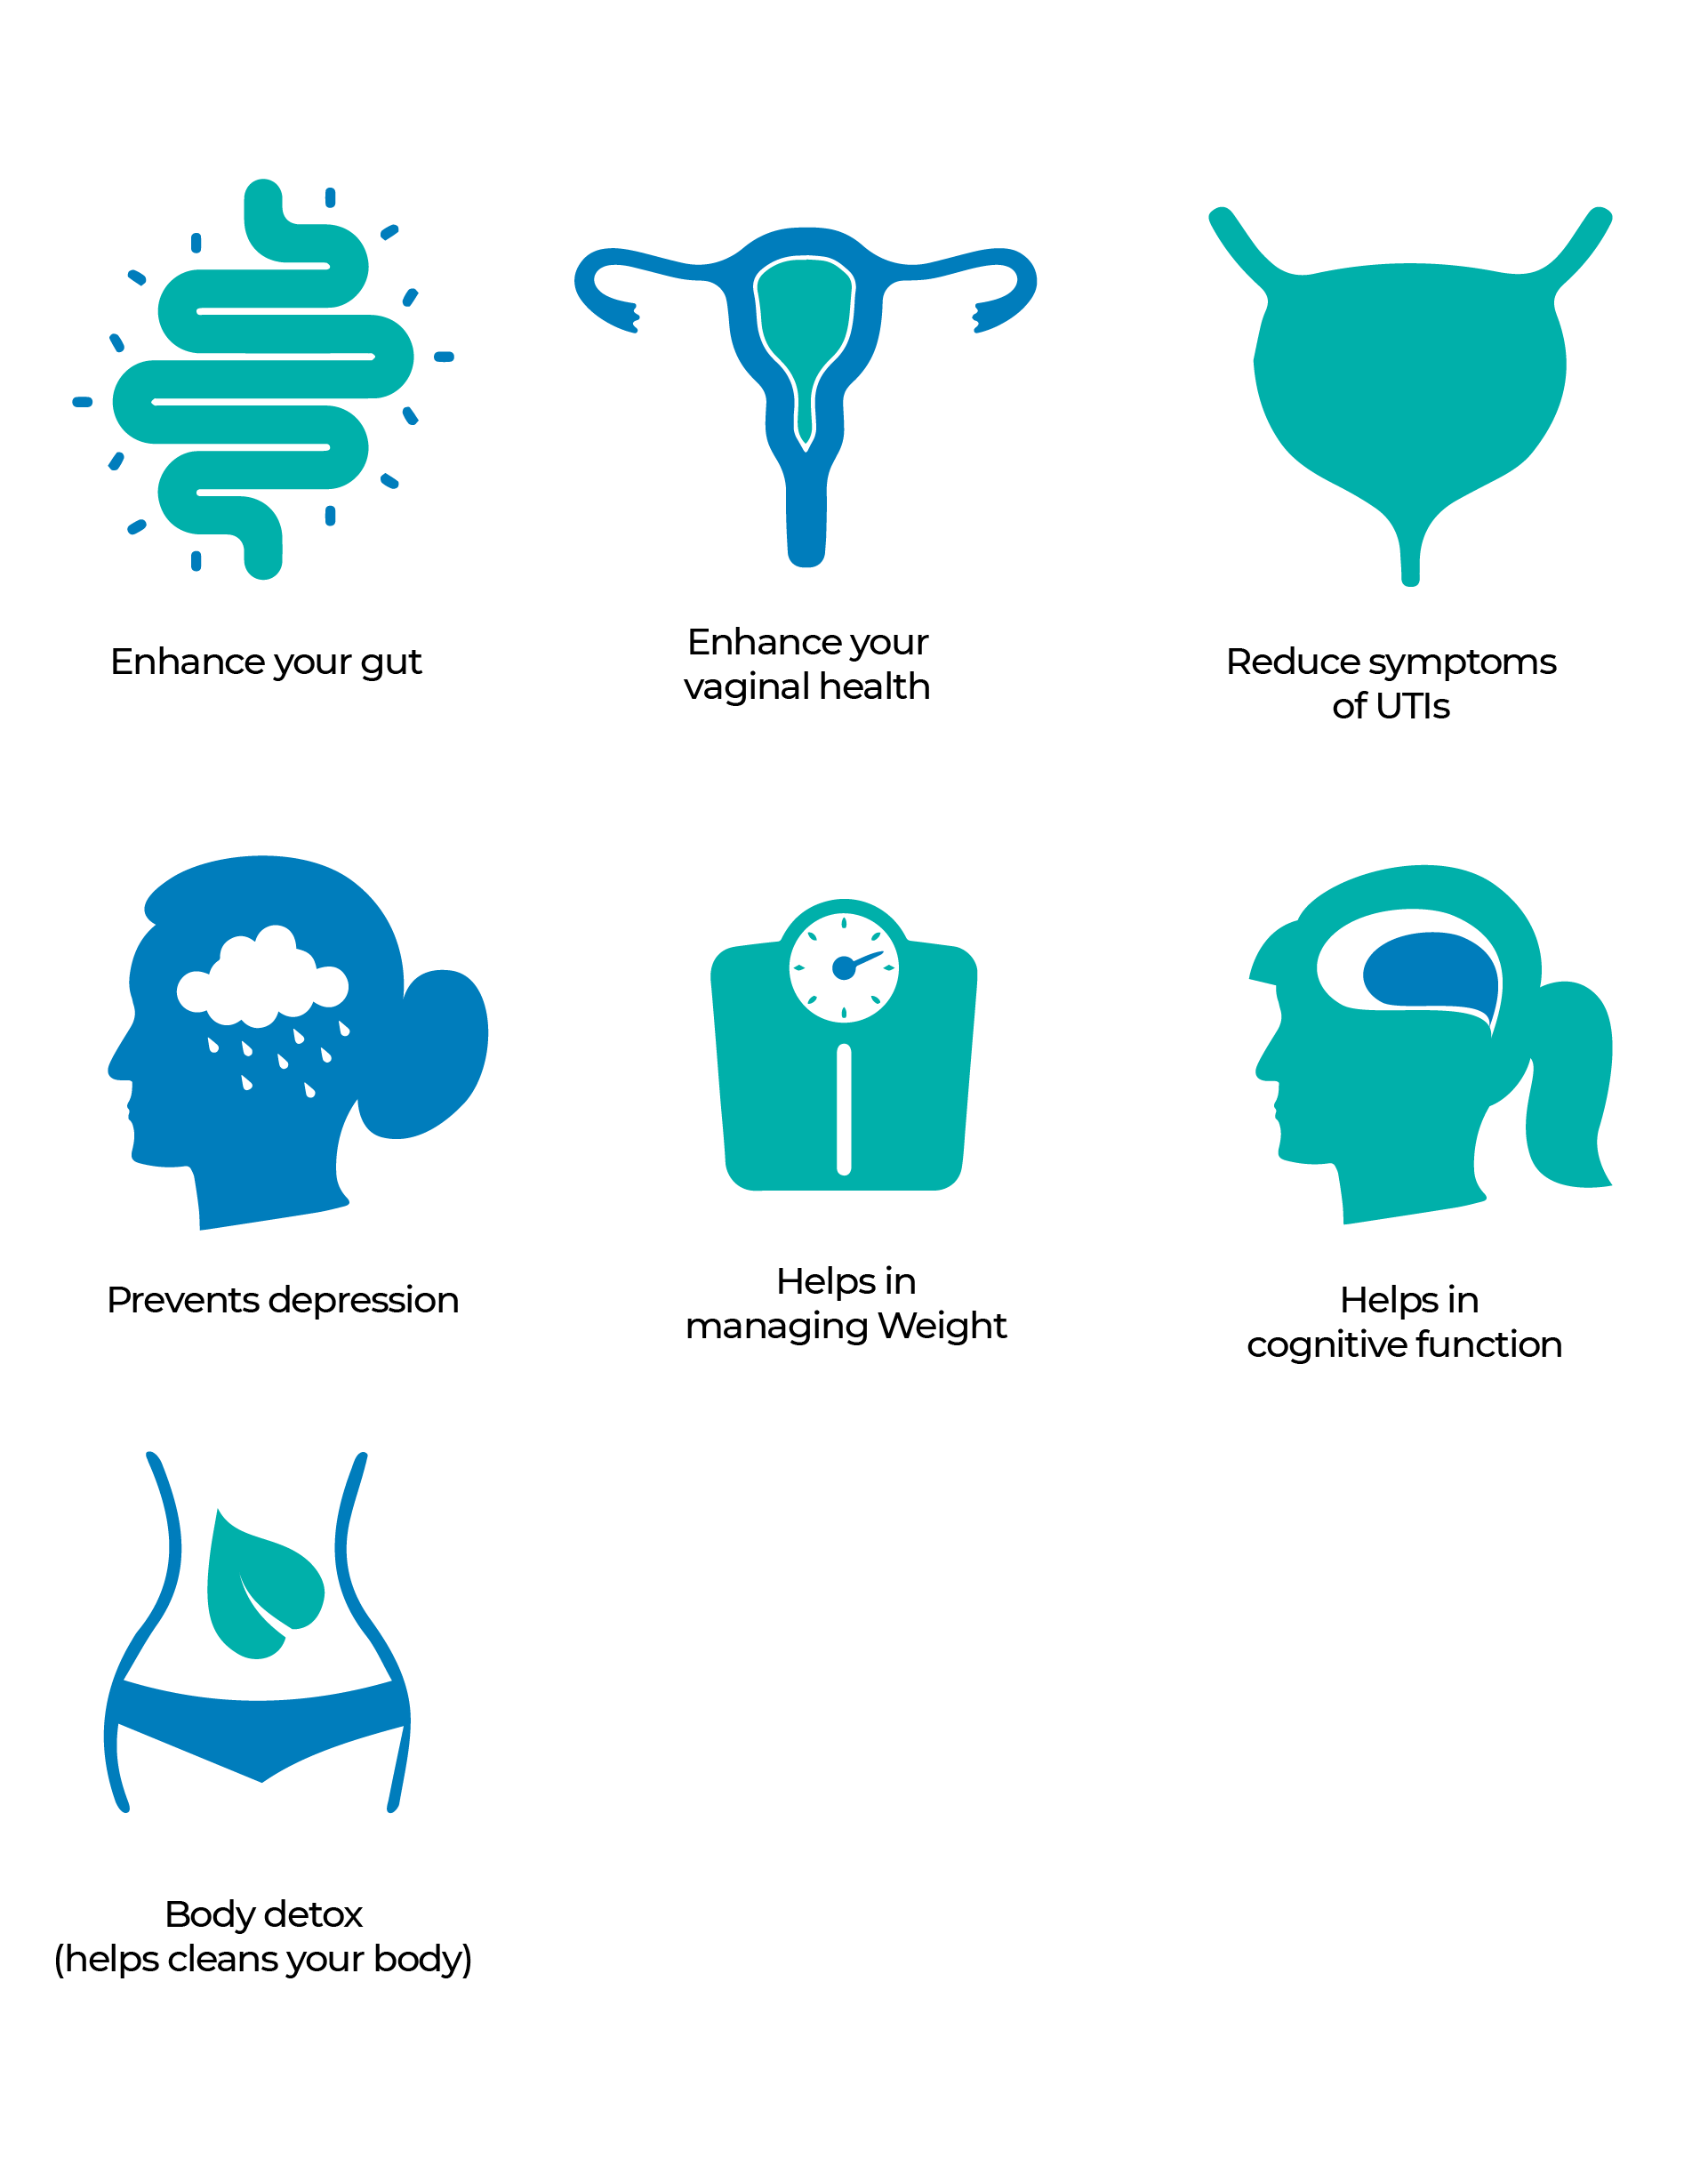 Enhance your gut
Enhance your
vaginal health
Reduce symptoms
of UTIs
Prevents depression
Helps in
managing Weight
Helps in
cognitive function
Body detox
(helps cleans your body)